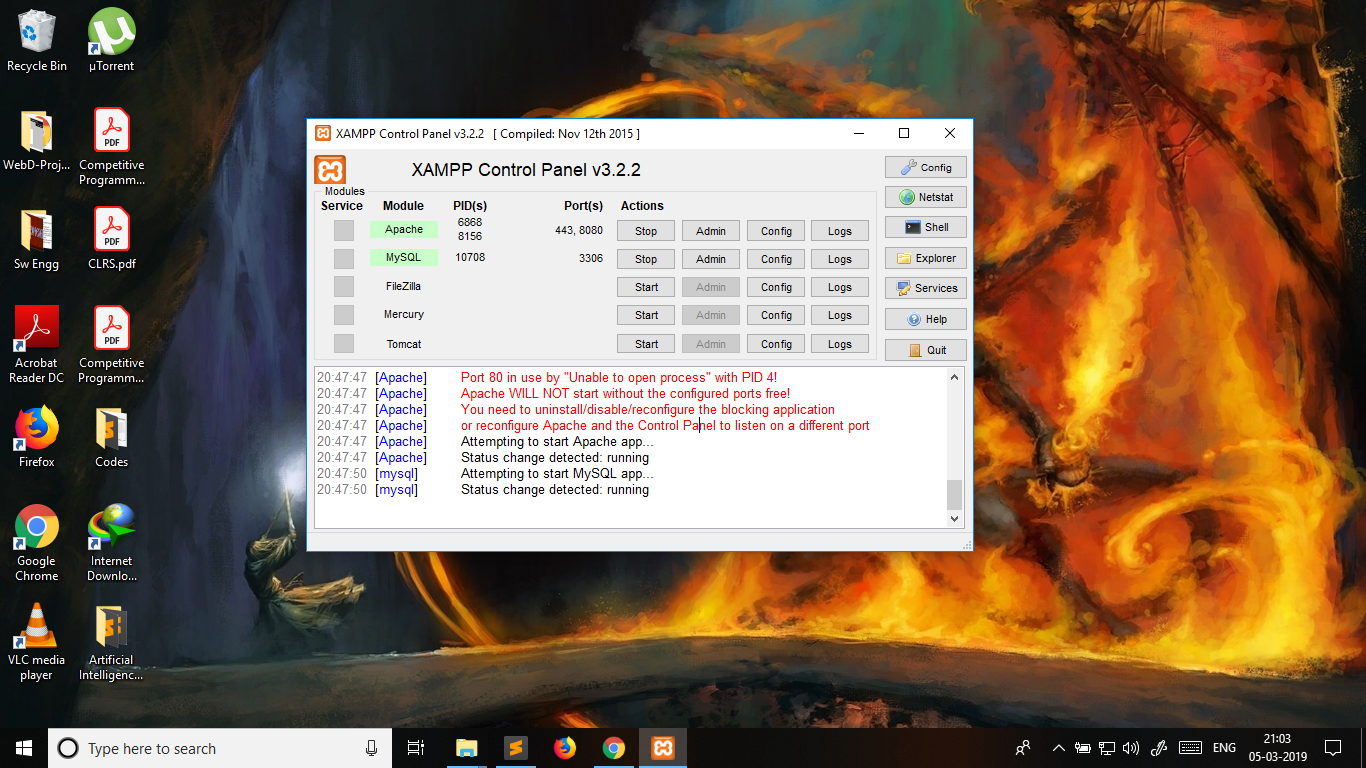 Recycle Bin
µTorrent
WebD-Proj...
Competitive
Programm...
Sw Engg
CLRS.pdf
Acrobat
Reader DC
Competitive
Programm...
Firefox
Codes
Google
Chrome
Internet
Downlo...
VLC media
player
Artificial
Intelligenc...
PDF
PDF
PDF
XAMPP Control Panel v3.2.2 [ Compiled: Nov 12th 2015 ]
XAMPP Control Panel v3.2.2
Config
Modules
Service Module PID(s) Port(s) Actions
Netstat
Apache 6868 8156 443, 8080 Stop Admin Config Logs
Shell
MySQL 10708 3306 Stop Admin Config Logs
Explorer
FileZilla Start Admin Config Logs
Services
Mercury Start Admin Config Logs
Help
Tomcat Start Admin Config Logs
Quit
20:47:47 [Apache] Port 80 in use by "Unable to open process" with PID 4!
20:47:47 [Apache] Apache WILL NOT start without the configured ports free!
20:47:47 [Apache] You need to uninstall/disable/reconfigure the blocking application
20:47:47 [Apache] or reconfigure Apache and the Control Panel to listen on a different port
20:47:47 [Apache] Attempting to start Apache app...
20:47:47 [Apache] Status change detected: running
20:47:50 [mysql] Attempting to start MySQL app...
20:47:50 [mysql] Status change detected: running
Type here to search
ENG
21:03
05-03-2019